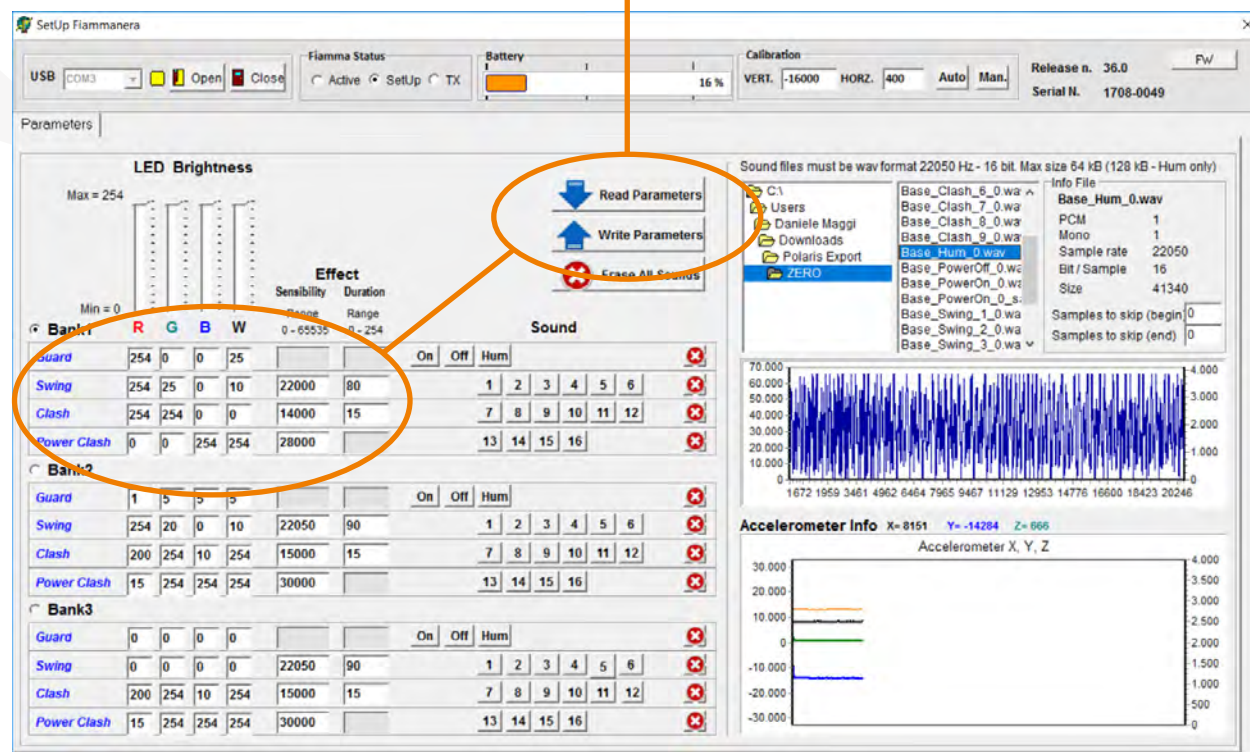 SetUp Fiammanera
USB COM3 Open Close
Fiamma Status
Active SetUp TX
Battery
16 %
Calibration
VERT. -16000 HORZ. 400 Auto Man.
Release n. 36.0
Serial N. 1708-0049
FW
Parameters
LED Brightness
Max = 254
Min = 0
Read Parameters
Write Parameters
Erase All Sounds
Effect
Sensibility Duration
Range Range
0 - 65535 0 - 254
Sound
Bank1 R G B W
Guard 254 0 0 25 On Off Hum
Swing 254 25 0 10 22000 80 1 2 3 4 5 6
Clash 254 254 0 0 14000 15 7 8 9 10 11 12
Power Clash 0 0 254 254 28000 13 14 15 16
Bank2
Guard 1 5 5 5 On Off Hum
Swing 254 20 0 10 22050 90 1 2 3 4 5 6
Clash 200 254 10 254 15000 15 7 8 9 10 11 12
Power Clash 15 254 254 254 30000 13 14 15 16
Bank3
Guard 0 0 0 0 On Off Hum
Swing 0 0 0 0 22050 90 1 2 3 4 5 6
Clash 200 254 10 254 15000 15 7 8 9 10 11 12
Power Clash 15 254 254 254 30000 13 14 15 16
Sound files must be wav format 22050 Hz - 16 bit. Max size 64 kB (128 kB - Hum only)
C:\
Users
Daniele Maggi
Downloads
Polaris Export
ZERO
Base_Clash_6_0.wa
Base_Clash_7_0.wa
Base_Clash_8_0.wa
Base_Clash_9_0.wa
Base_Hum_0.wav
Base_PowerOff_0.wa
Base_PowerOn_0.wa
Base_PowerOn_0_s
Base_Swing_1_0.wa
Base_Swing_2_0.wa
Base_Swing_3_0.wa
Info File
Base_Hum_0.wav
PCM 1
Mono 1
Sample rate 22050
Bit / Sample 16
Size 41340
Samples to skip (begin) 0
Samples to skip (end) 0
70.000
60.000
50.000
40.000
30.000
20.000
10.000
0
4.000
3.000
2.000
1.000
0
1672 1959 3461 4962 6464 7965 9467 11129 12953 14776 16600 18423 20246
Accelerometer Info X= 8151 Y= -14284 Z= 666
Accelerometer X, Y, Z
30.000
20.000
10.000
0
-10.000
-20.000
-30.000
4.000
3.500
3.000
2.500
2.000
1.500
1.000
500
0